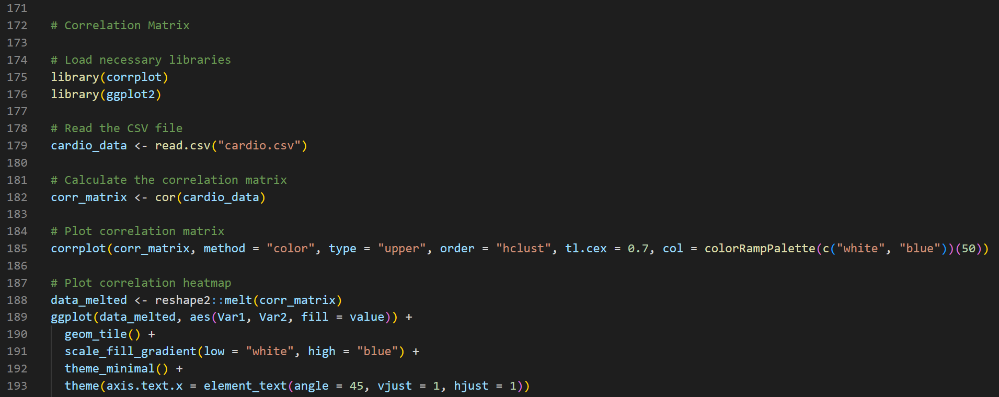 171
172 # Correlation Matrix
173
174 # Load necessary libraries
175 library(corrplot)
176 library(ggplot2)
177
178 # Read the CSV file
179 cardio_data <- read.csv("cardio.csv")
180
181 # Calculate the correlation matrix
182 corr_matrix <- cor(cardio_data)
183
184 # Plot correlation matrix
185 corrplot(corr_matrix, method = "color", type = "upper", order = "hclust", tl.cex = 0.7, col = colorRampPalette(c("white", "blue"))(50))
186
187 # Plot correlation heatmap
188 data_melted <- reshape2::melt(corr_matrix)
189 ggplot(data_melted, aes(Var1, Var2, fill = value)) +
190   geom_tile() +
191   scale_fill_gradient(low = "white", high = "blue") +
192   theme_minimal() +
193   theme(axis.text.x = element_text(angle = 45, vjust = 1, hjust = 1))